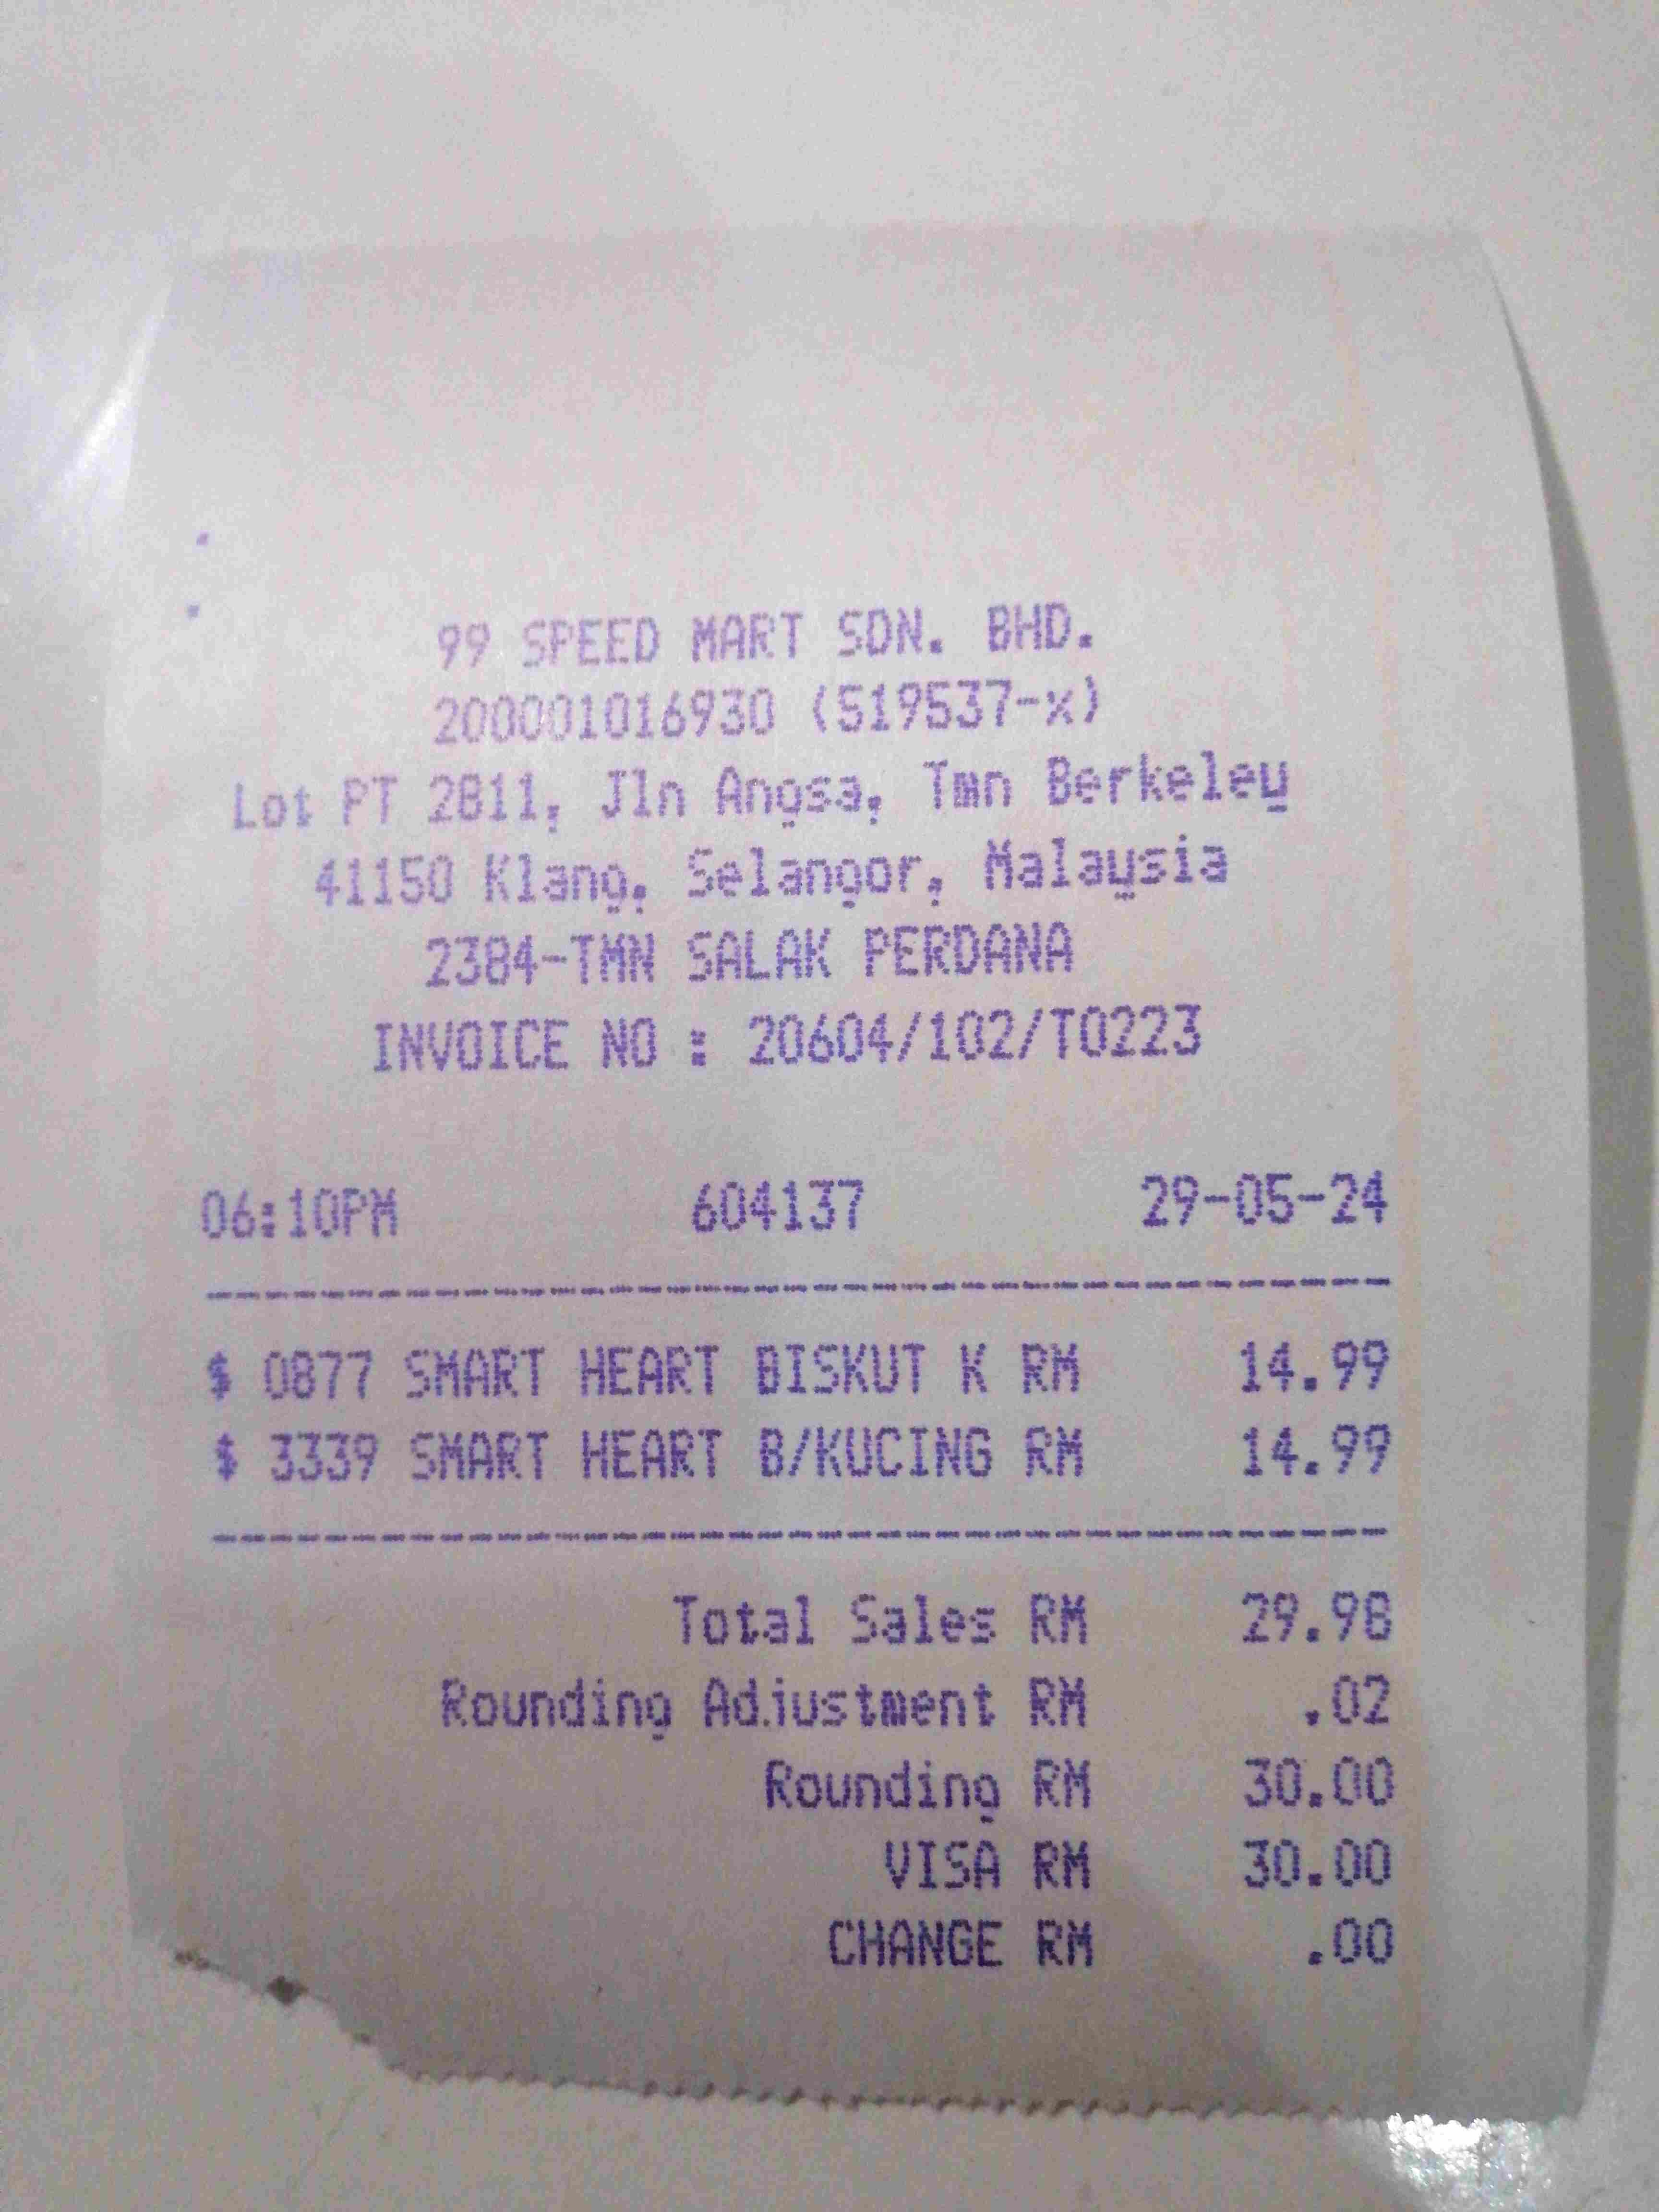 99 SPEED MART SDN. BHD.
200001016930 (519537-X)
Lot PT 2811, Jln Angsa, Tmn Berkeley
41150 Klang, Selangor, Malaysia
2384-TMN SALAK PERDANA
INVOICE NO : 20604/102/T0223
06:10PM 604137 29-05-24
$ 0877 SMART HEART BISKUT K RM 14.99
$ 3339 SMART HEART B/KUCING RM 14.99
Total Sales RM 29.98
Rounding Adjustment RM .02
Rounding RM 30.00
VISA RM 30.00
CHANGE RM .00